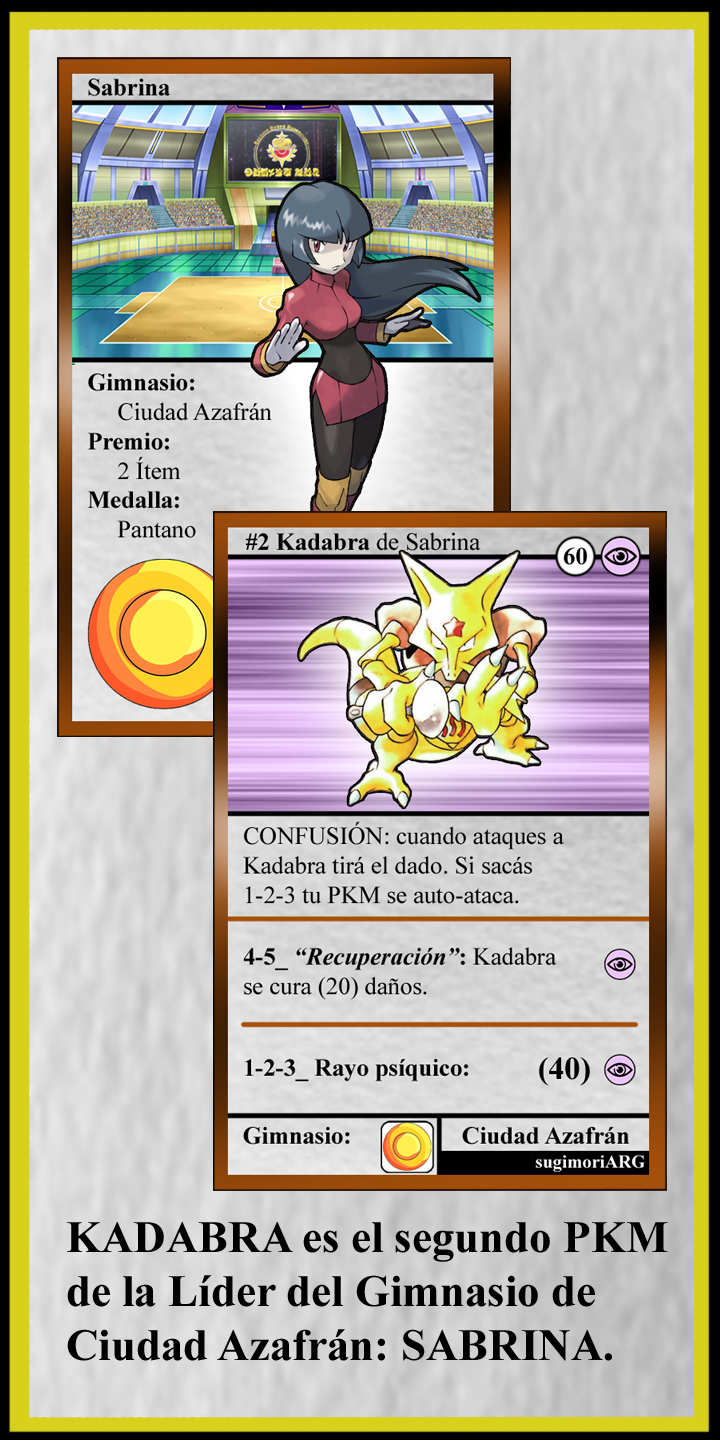 Sabrina
Gimnasio:
Ciudad Azafrán
Premio:
2 Ítem
Medalla:
Pantano
#2 Kadabra de Sabrina
60
CONFUSIÓN: cuando ataques a
Kadabra tirá el dado. Si sacás
1-2-3 tu PKM se auto-ataca.
4-5_ “Recuperación”: Kadabra
se cura (20) daños.
1-2-3_ Rayo psíquico: (40)
Gimnasio: Ciudad Azafrán
sugimoriARG
KADABRA es el segundo PKM
de la Líder del Gimnasio de
Ciudad Azafrán: SABRINA.